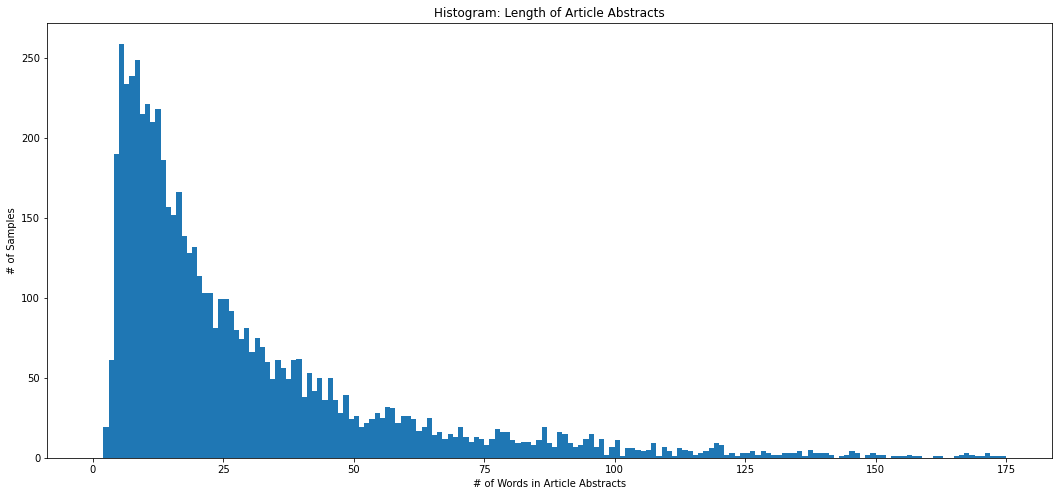 Histogram: Length of Article Abstracts
250
200
150
100
50
0
# of Samples
0 25 50 75 100 125 150 175
# of Words in Article Abstracts